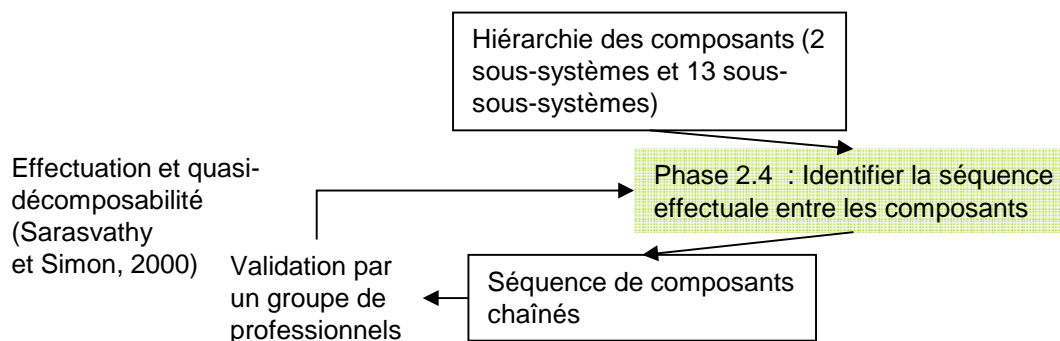 Hiérarchie des composants (2
sous-systèmes et 13 sous-
sous-systèmes)
Effectuation et quasi-
décomposabilité
(Sarasvathy
et Simon, 2000)
Phase 2.4 : Identifier la séquence
effectuale entre les composants
Validation par
un groupe de
professionnels
Séquence de composants
chaînés